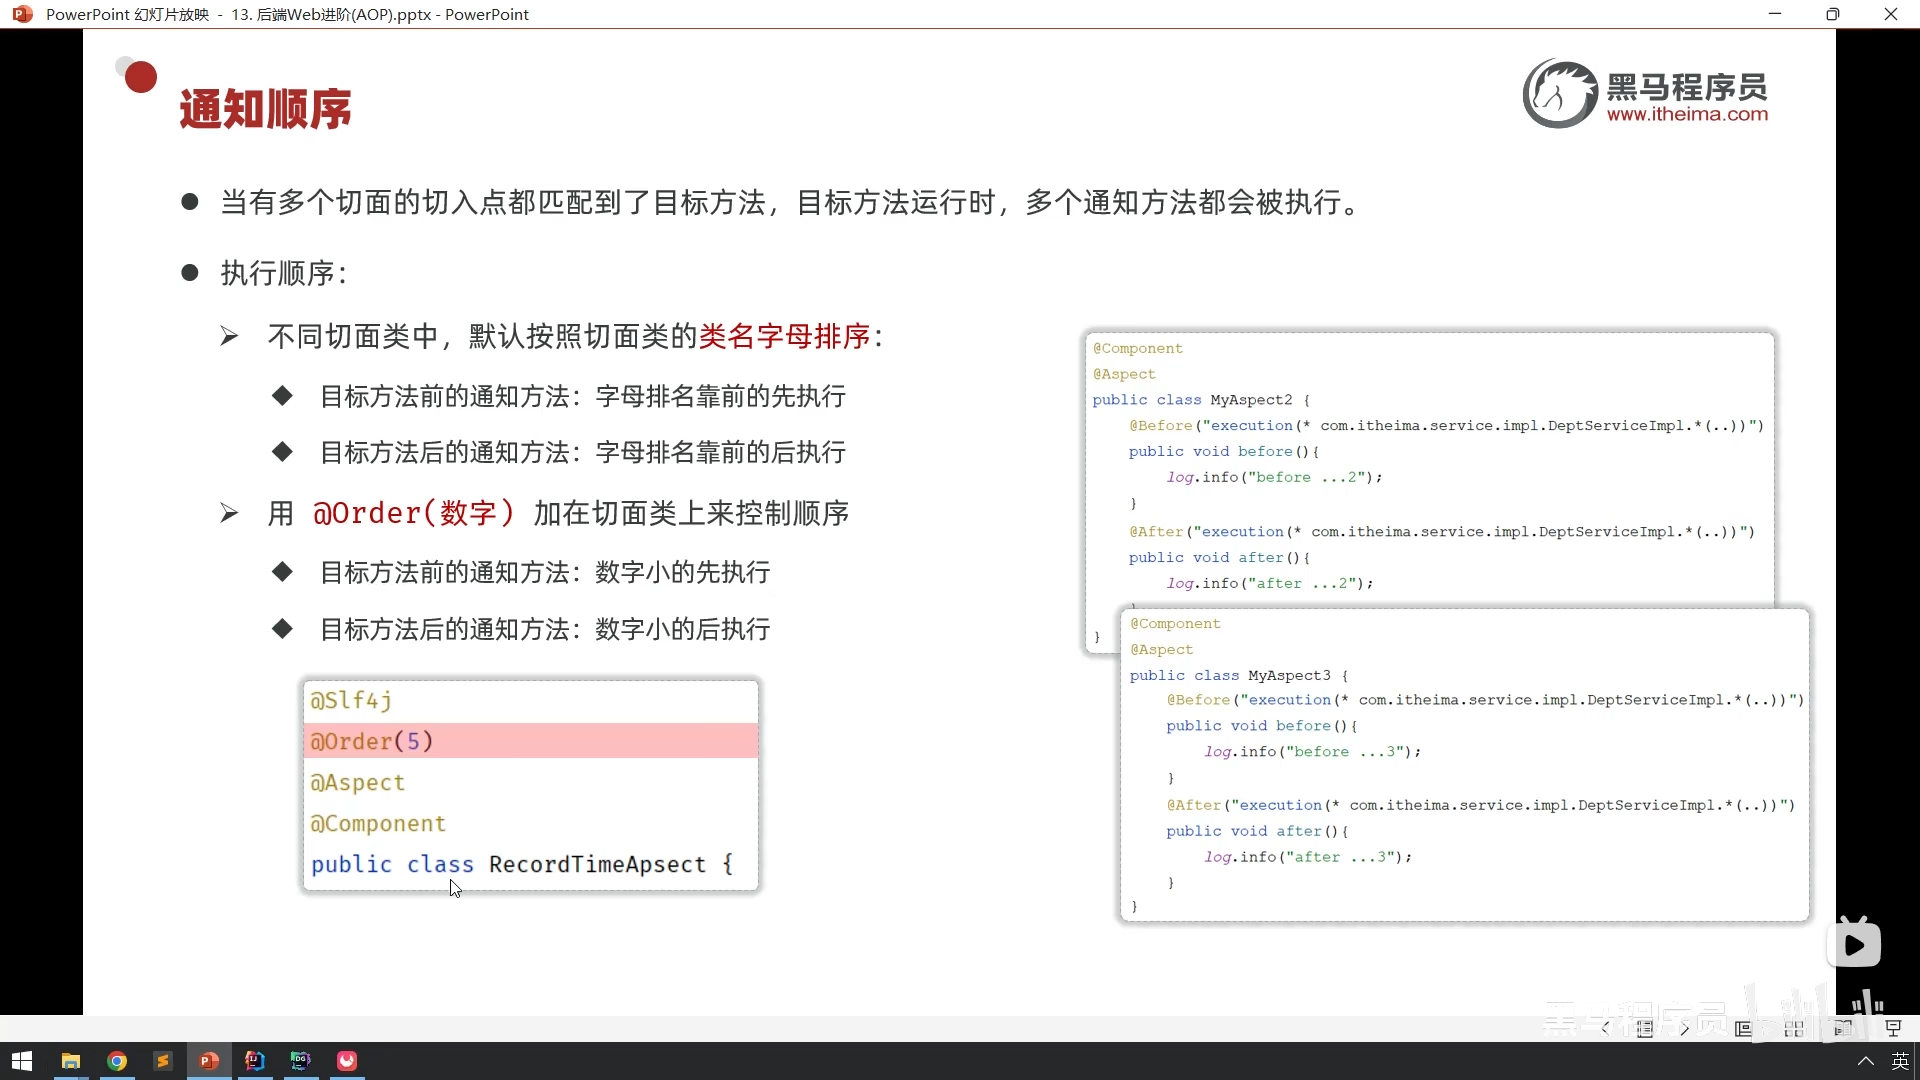 PowerPoint 幻灯片放映 - 13. 后端Web进阶(AOP).pptx - PowerPoint
通知顺序
黑马程序员
www.itheima.com
● 当有多个切面的切入点都匹配到了目标方法，目标方法运行时，多个通知方法都会被执行。
● 执行顺序：
➢ 不同切面类中，默认按照切面类的类名字母排序：
◆ 目标方法前的通知方法：字母排名靠前的先执行
◆ 目标方法后的通知方法：字母排名靠前的后执行
➢ 用 @Order(数字) 加在切面类上来控制顺序
◆ 目标方法前的通知方法：数字小的先执行
◆ 目标方法后的通知方法：数字小的后执行
@Slf4j
@Order(5)
@Aspect
@Component
public class RecordTimeApsect {
@Component
@Aspect
public class MyAspect2 {
@Before("execution(* com.itheima.service.impl.DeptServiceImpl.*(..))")
public void before(){
log.info("before ...2");
}
@After("execution(* com.itheima.service.impl.DeptServiceImpl.*(..))")
public void after(){
log.info("after ...2");
}
}
@Component
@Aspect
public class MyAspect3 {
@Before("execution(* com.itheima.service.impl.DeptServiceImpl.*(..))")
public void before(){
log.info("before ...3");
}
@After("execution(* com.itheima.service.impl.DeptServiceImpl.*(..))")
public void after(){
log.info("after ...3");
}
}
黑马程序员
英